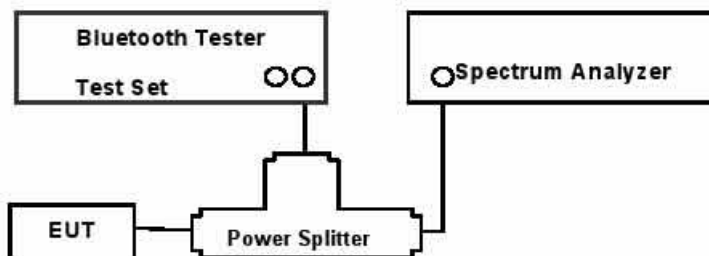 Bluetooth Tester
Test Set
Spectrum Analyzer
EUT
Power Splitter